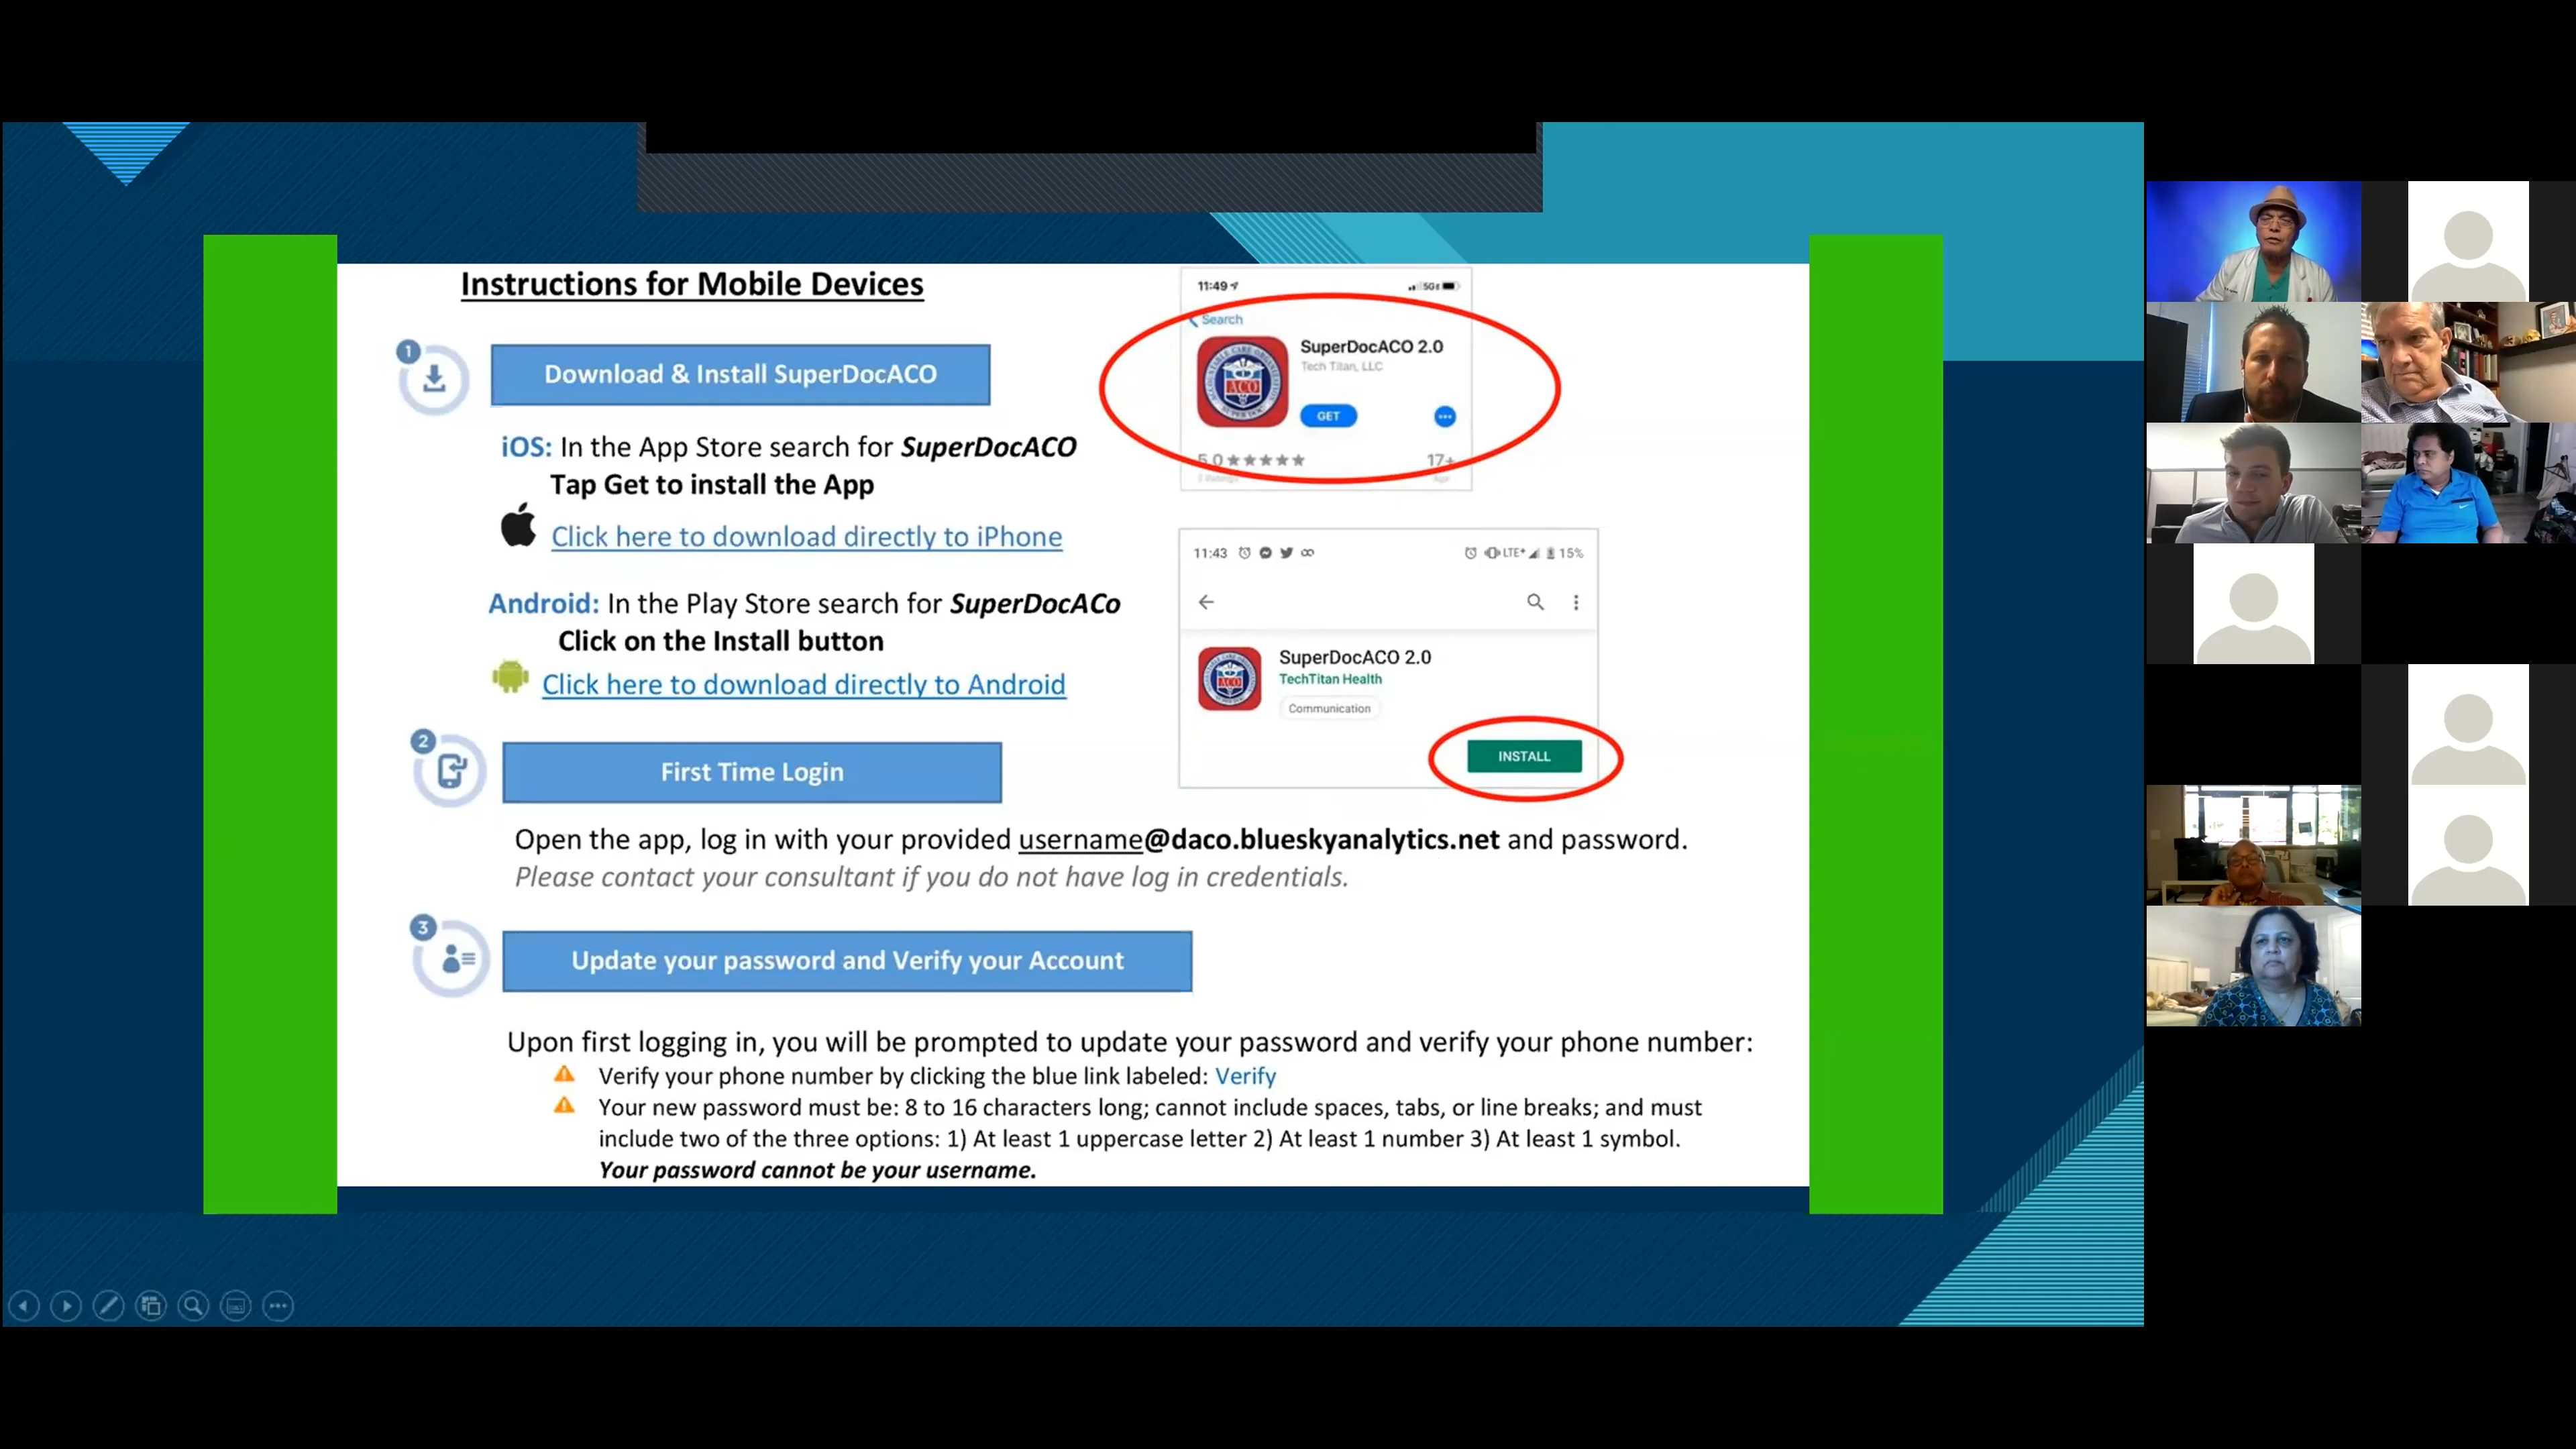 Instructions for Mobile Devices
1
Download & Install SuperDocACO
iOS: In the App Store search for SuperDocACO
Tap Get to install the App
Click here to download directly to iPhone
Android: In the Play Store search for SuperDocACo
Click on the Install button
Click here to download directly to Android
11:49
5GE
Search
SuperDocACO 2.0
Tech Titan, LLC
ACO
GET
5.0★★★★★
17+
Age
11:43
LTE+
15%
SuperDocACO 2.0
TechTitan Health
ACO
Communication
INSTALL
2
First Time Login
Open the app, log in with your provided username@daco.blueskyanalytics.net and password.
Please contact your consultant if you do not have log in credentials.
3
Update your password and Verify your Account
Upon first logging in, you will be prompted to update your password and verify your phone number:
Verify your phone number by clicking the blue link labeled: Verify
Your new password must be: 8 to 16 characters long; cannot include spaces, tabs, or line breaks; and must
include two of the three options: 1) At least 1 uppercase letter 2) At least 1 number 3) At least 1 symbol.
Your password cannot be your username.